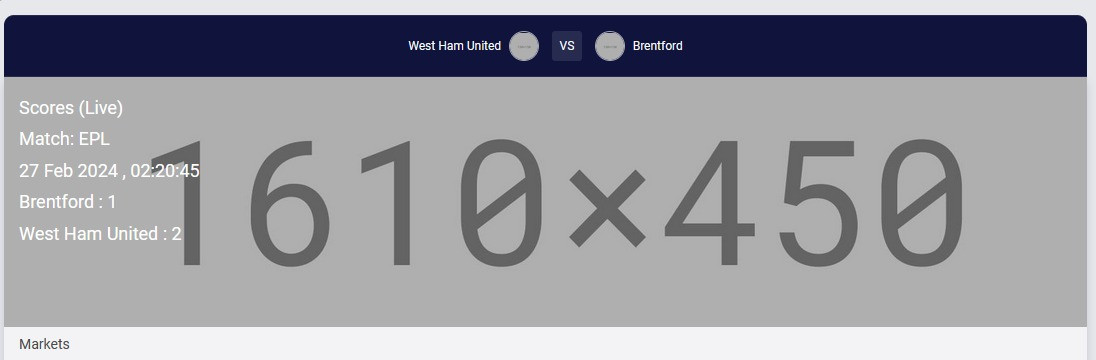 West Ham United VS Brentford
Scores (Live)
Match: EPL
27 Feb 2024 , 02:20:45
Brentford : 1
West Ham United : 2
1610×450
Markets